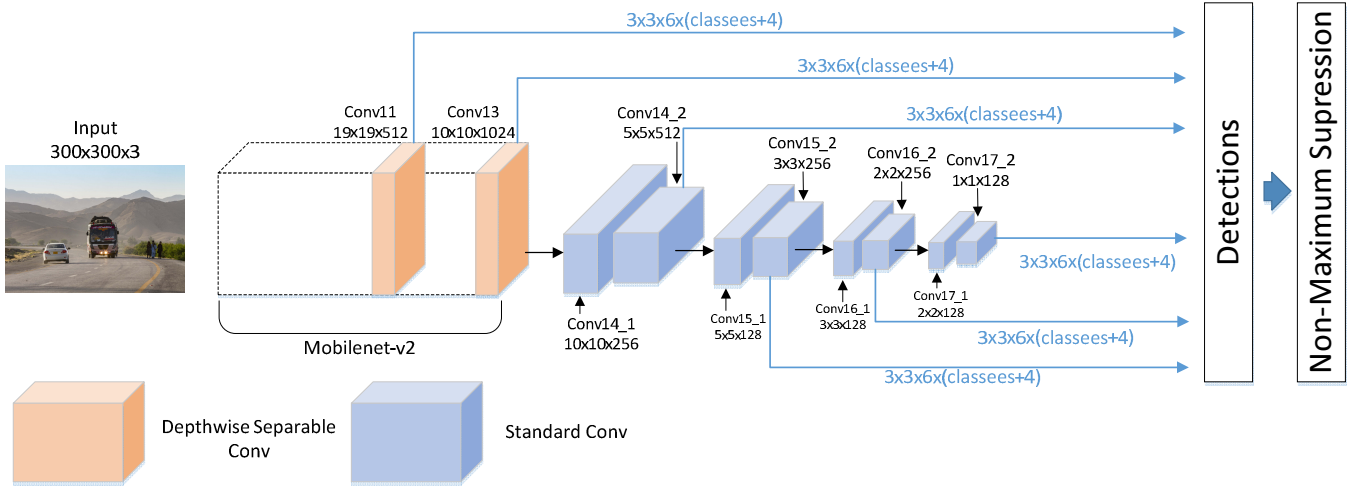 3x3x6x(classees+4)
3x3x6x(classees+4)
Conv11
19x19x512
Conv13
10x10x1024
Conv14_2
5x5x512
3x3x6x(classees+4)
Input
300x300x3
Conv15_2
3x3x256
Conv16_2
2x2x256
Conv17_2
1x1x128
Detections
Non-Maximum Supression
3x3x6x(classees+4)
Conv14_1
10x10x256
Conv15_1
5x5x128
Conv16_1
3x3x128
Conv17_1
2x2x128
3x3x6x(classees+4)
3x3x6x(classees+4)
Mobilenet-v2
Depthwise Separable
Conv
Standard Conv